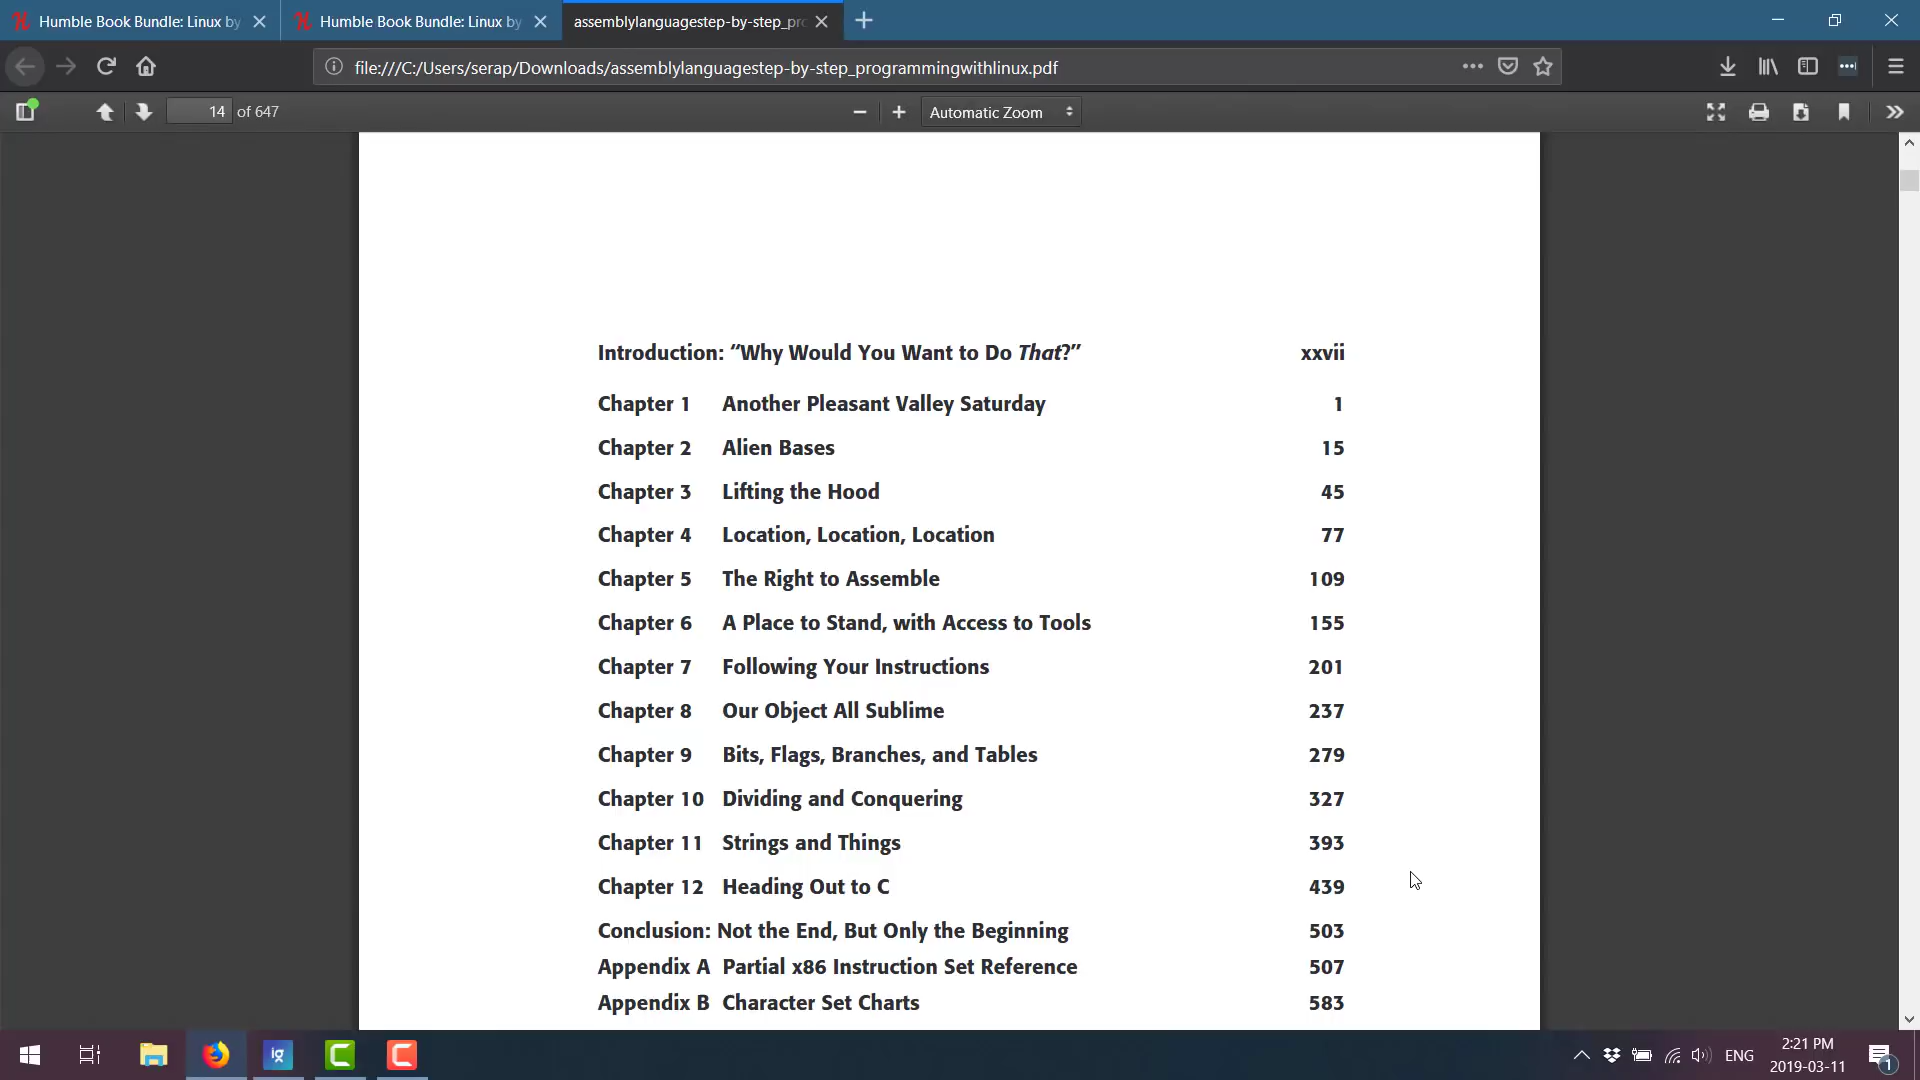 Humble Book Bundle: Linux by
Humble Book Bundle: Linux by
assemblylanguagestep-by-step_pro
file:///C:/Users/serap/Downloads/assemblylanguagestep-by-step_programmingwithlinux.pdf
14 of 647
Automatic Zoom
Introduction: “Why Would You Want to Do That?” xxvii
Chapter 1 Another Pleasant Valley Saturday 1
Chapter 2 Alien Bases 15
Chapter 3 Lifting the Hood 45
Chapter 4 Location, Location, Location 77
Chapter 5 The Right to Assemble 109
Chapter 6 A Place to Stand, with Access to Tools 155
Chapter 7 Following Your Instructions 201
Chapter 8 Our Object All Sublime 237
Chapter 9 Bits, Flags, Branches, and Tables 279
Chapter 10 Dividing and Conquering 327
Chapter 11 Strings and Things 393
Chapter 12 Heading Out to C 439
Conclusion: Not the End, But Only the Beginning 503
Appendix A Partial x86 Instruction Set Reference 507
Appendix B Character Set Charts 583
ig
ENG
2:21 PM
2019-03-11
1